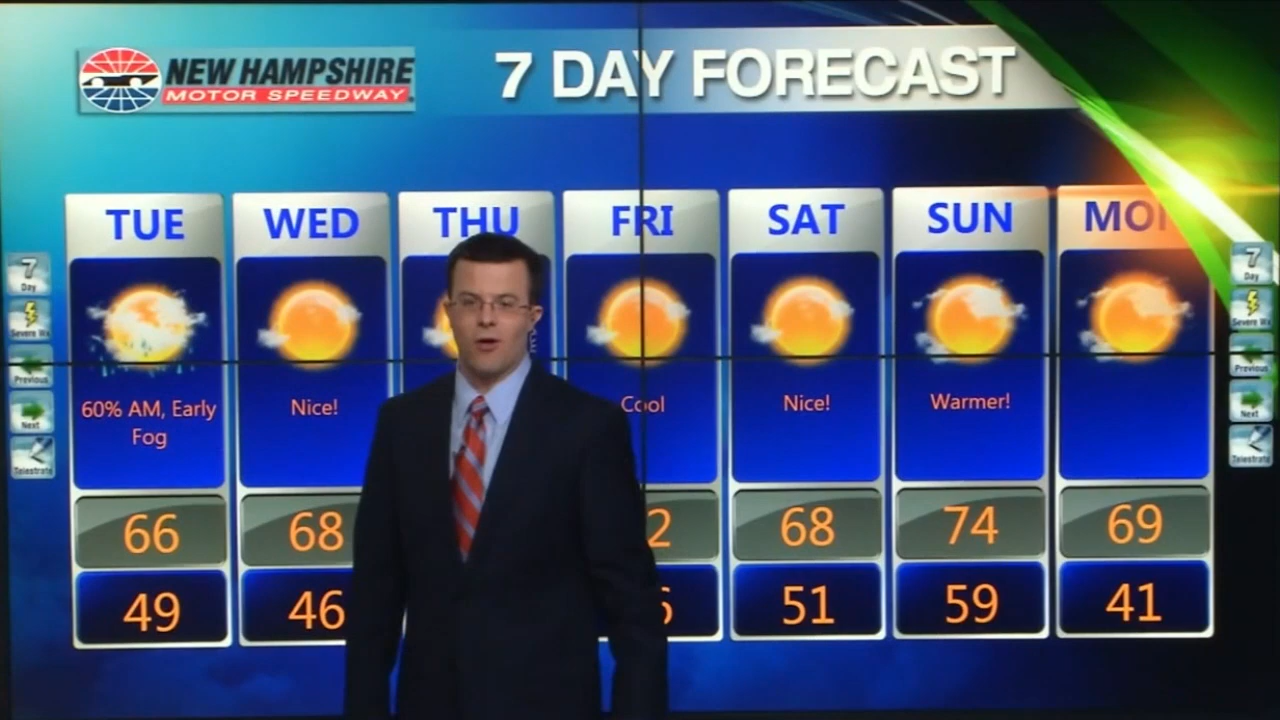 NEW HAMPSHIRE
MOTOR SPEEDWAY
7 DAY FORECAST
TUE
WED
THU
FRI
SAT
SUN
MO
7
Day
7
Day
Severe Wx
Severe Wx
Previous
Previous
Next
Next
Telestrate
60% AM, Early
Fog
Nice!
Cool
Nice!
Warmer!
66
68
2
68
74
69
49
46
51
59
41